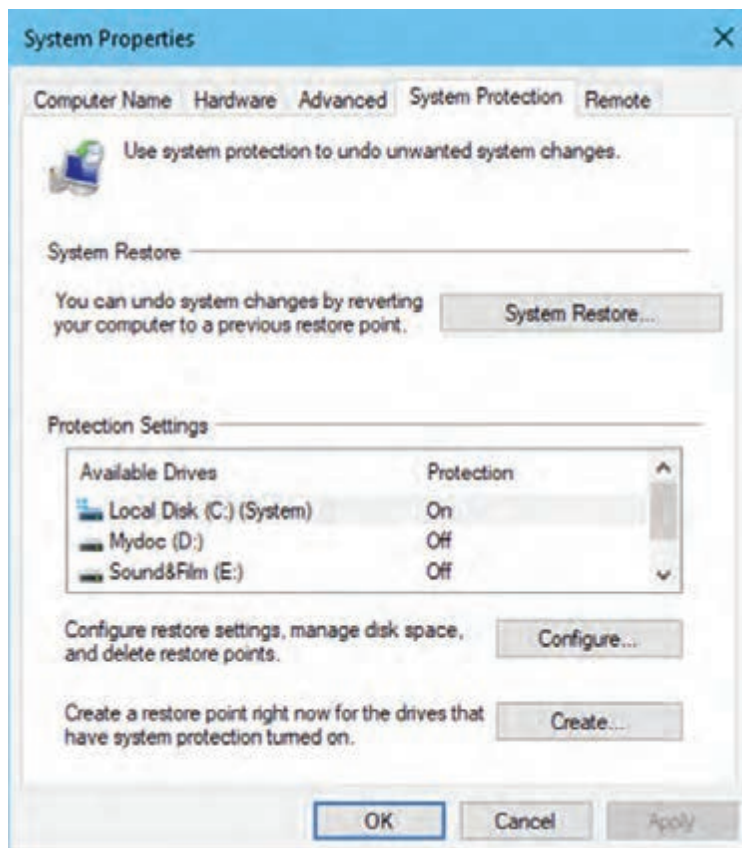 System Properties
Computer Name Hardware Advanced System Protection Remote
Use system protection to undo unwanted system changes.
System Restore
You can undo system changes by reverting
your computer to a previous restore point.
System Restore...
Protection Settings
Available Drives Protection
Local Disk (C:) (System) On
Mydoc (D:) Off
Sound&Film (E:) Off
Configure restore settings, manage disk space,
and delete restore points.
Configure...
Create a restore point right now for the drives that
have system protection turned on.
Create...
OK Cancel Apply